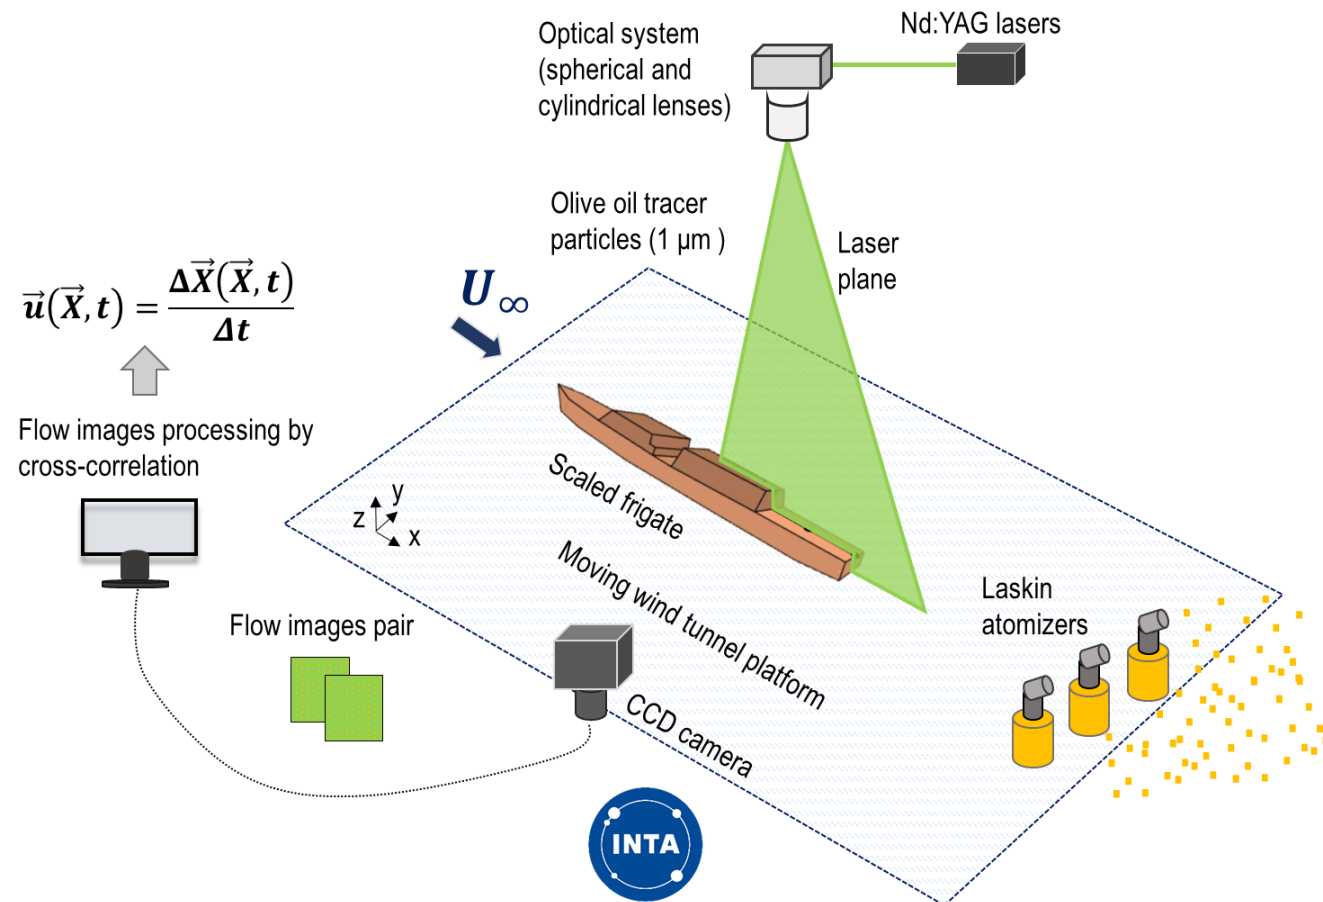 Nd:YAG lasers
Optical system
(spherical and
cylindrical lenses)
Olive oil tracer
particles (1 μm )
Laser
plane
U∞
u⃗(X⃗, t) = ΔX⃗(X⃗, t) / Δt
Flow images processing by
cross-correlation
Scaled frigate
y
z
x
Moving wind tunnel platform
Laskin
atomizers
Flow images pair
CCD camera
INTA